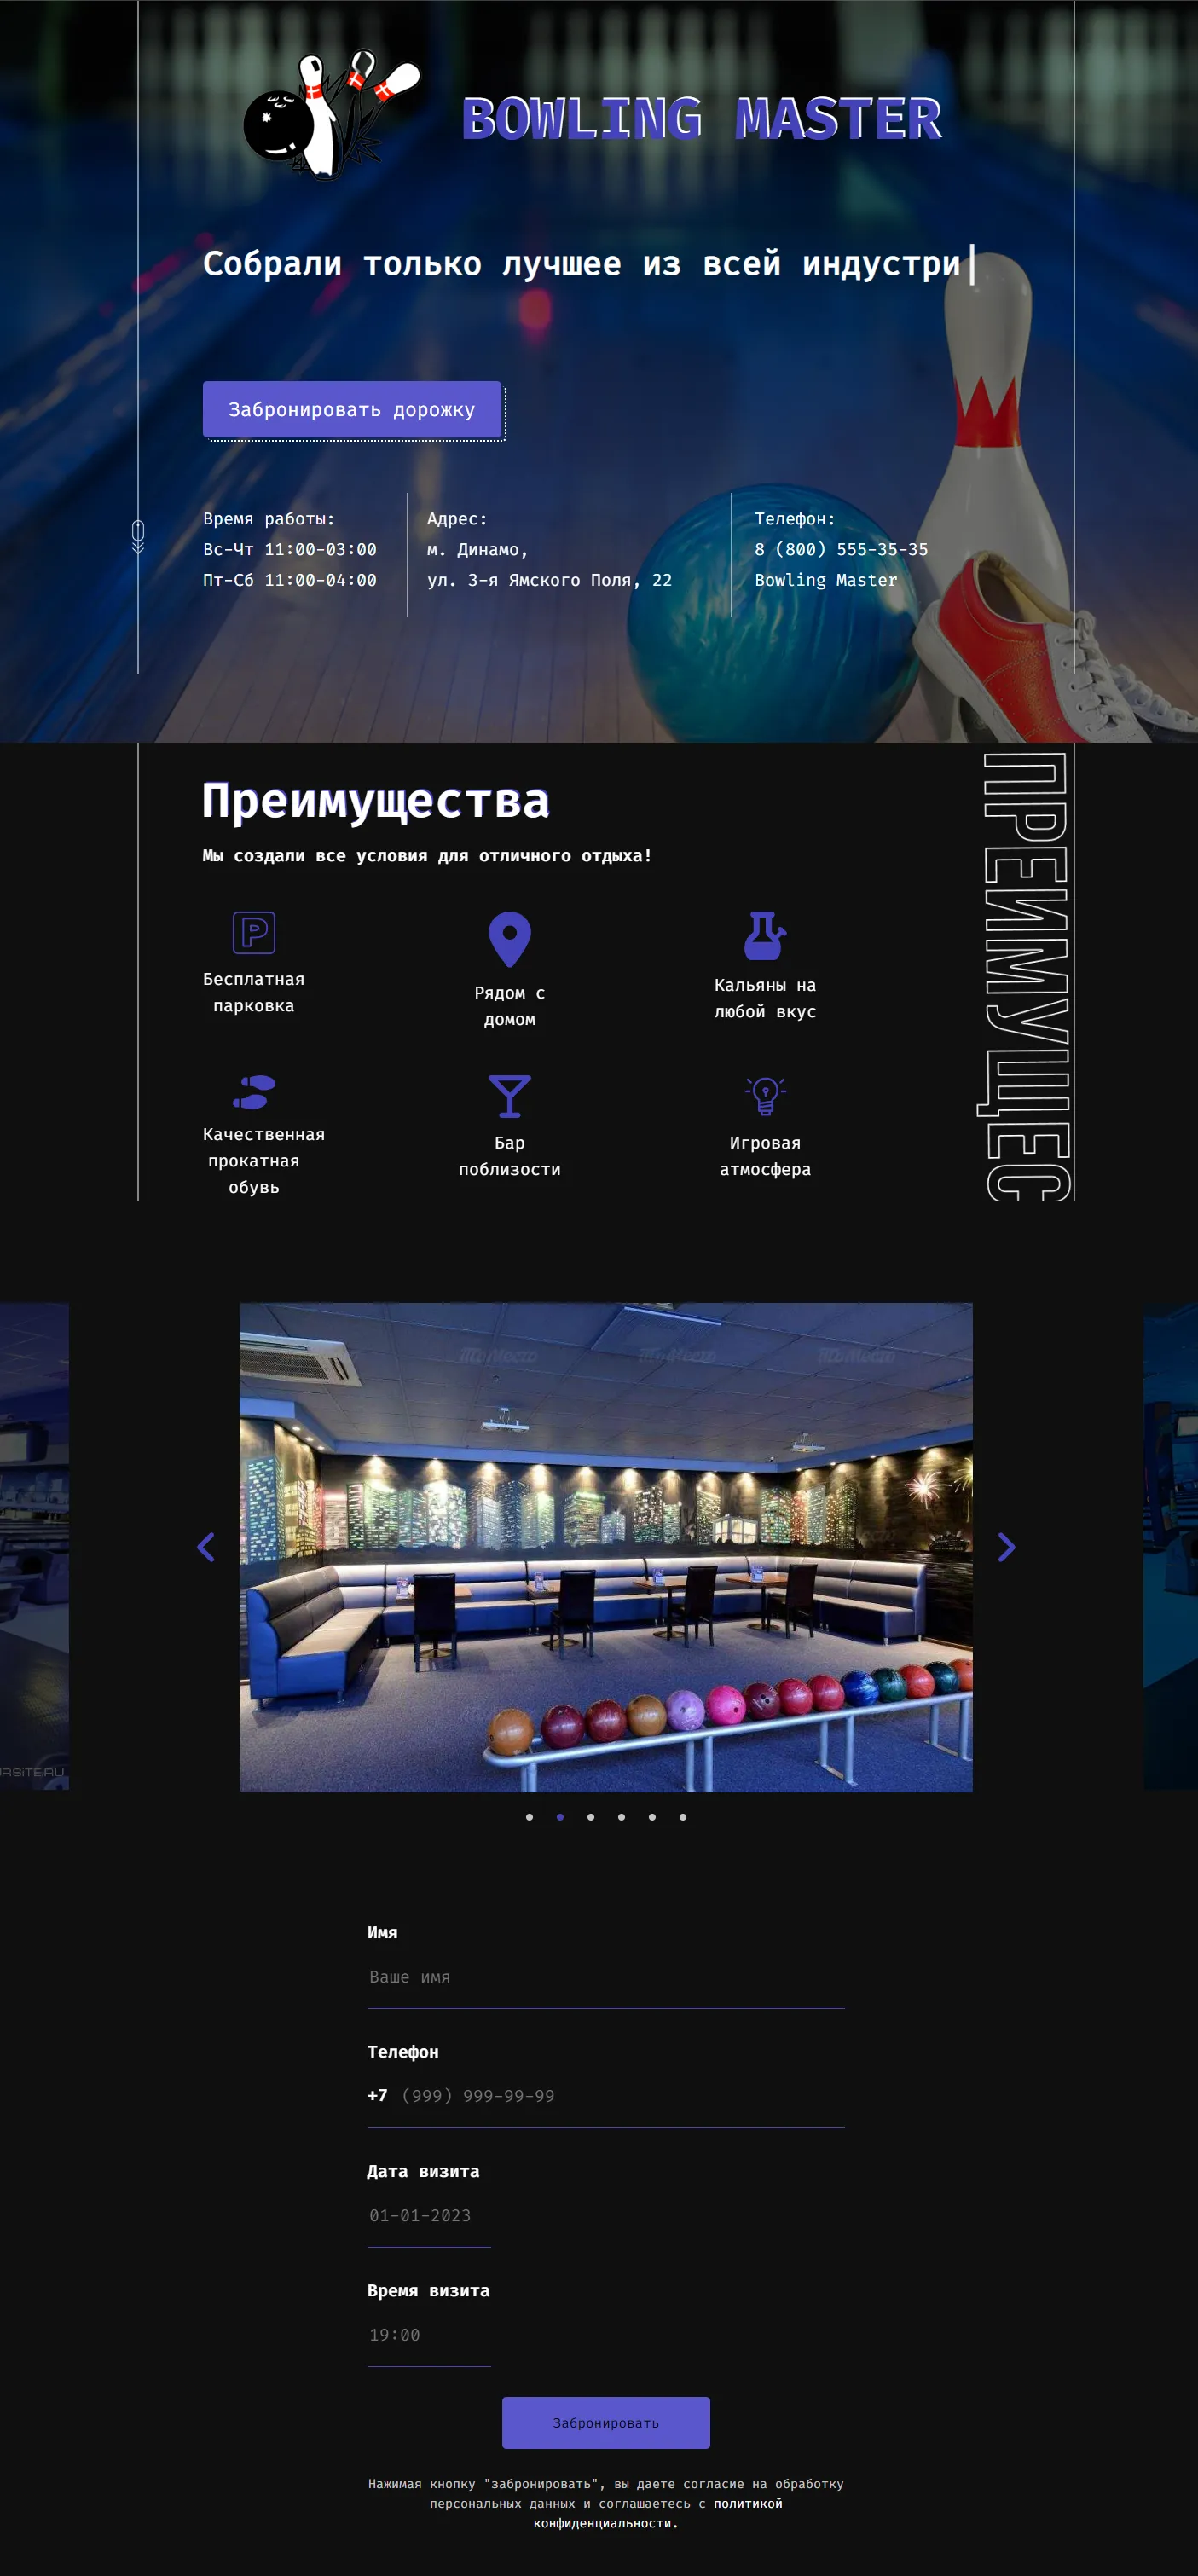 BOWLING MASTER
Собрали только лучшее из всей индустри|
Забронировать дорожку
Время работы:
Вс-Чт 11:00-03:00
Пт-Сб 11:00-04:00
Адрес:
м. Динамо,
ул. 3-я Ямского Поля, 22
Телефон:
8 (800) 555-35-35
Bowling Master
Преимущества
Мы создали все условия для отличного отдыха!
ПРЕИМУЩЕС
P
Бесплатная
парковка
Рядом с
домом
Кальяны на
любой вкус
Качественная
прокатная
обувь
Бар
поблизости
Игровая
атмосфера
ТоМесто ТоМесто ТоМесто
RSITE.RU
Имя
Ваше имя
Телефон
+7 (999) 999-99-99
Дата визита
01-01-2023
Время визита
19:00
Забронировать
Нажимая кнопку "забронировать", вы даете согласие на обработку
персональных данных и соглашаетесь с политикой
конфиденциальности.